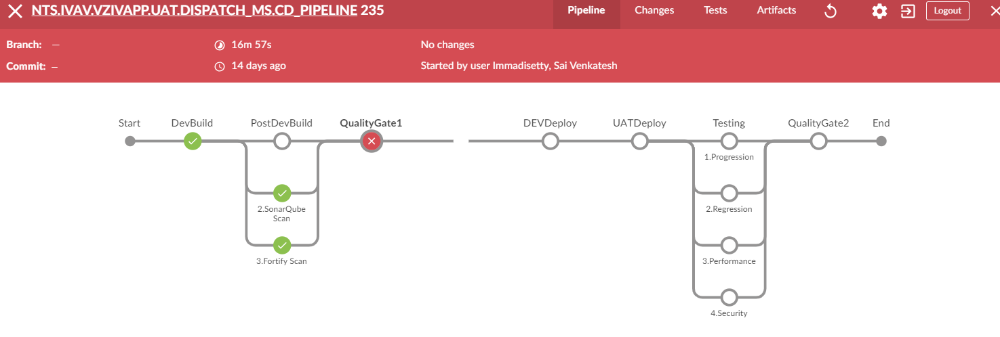 NTS.IVAV.VZIVAPP.UAT.DISPATCH_MS.CD_PIPELINE 235
Pipeline
Changes
Tests
Artifacts
Logout
Branch: —
16m 57s
No changes
Commit: —
14 days ago
Started by user Immadisetty, Sai Venkatesh
Start
DevBuild
PostDevBuild
QualityGate1
DEVDeploy
UATDeploy
Testing
QualityGate2
End
1.Progression
2.SonarQube
Scan
2.Regression
3.Fortify Scan
3.Performance
4.Security